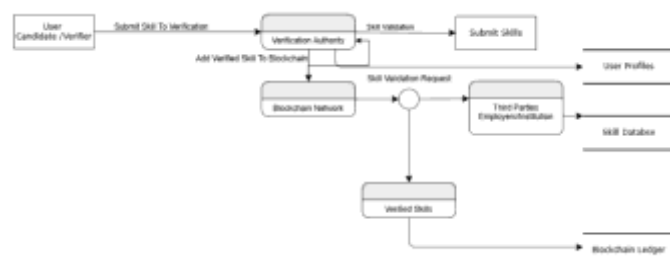 User
Candidate /Verifier
Submit Skill To Verification
Verification Authority
Skill Validation
Submit Skills
Add Verified Skill To Blockchain
User Profiles
Skill Validation Request
Blockchain Network
Third Parties
Employers/Institution
Skill Databse
Verified Skills
Blockchain Ledger